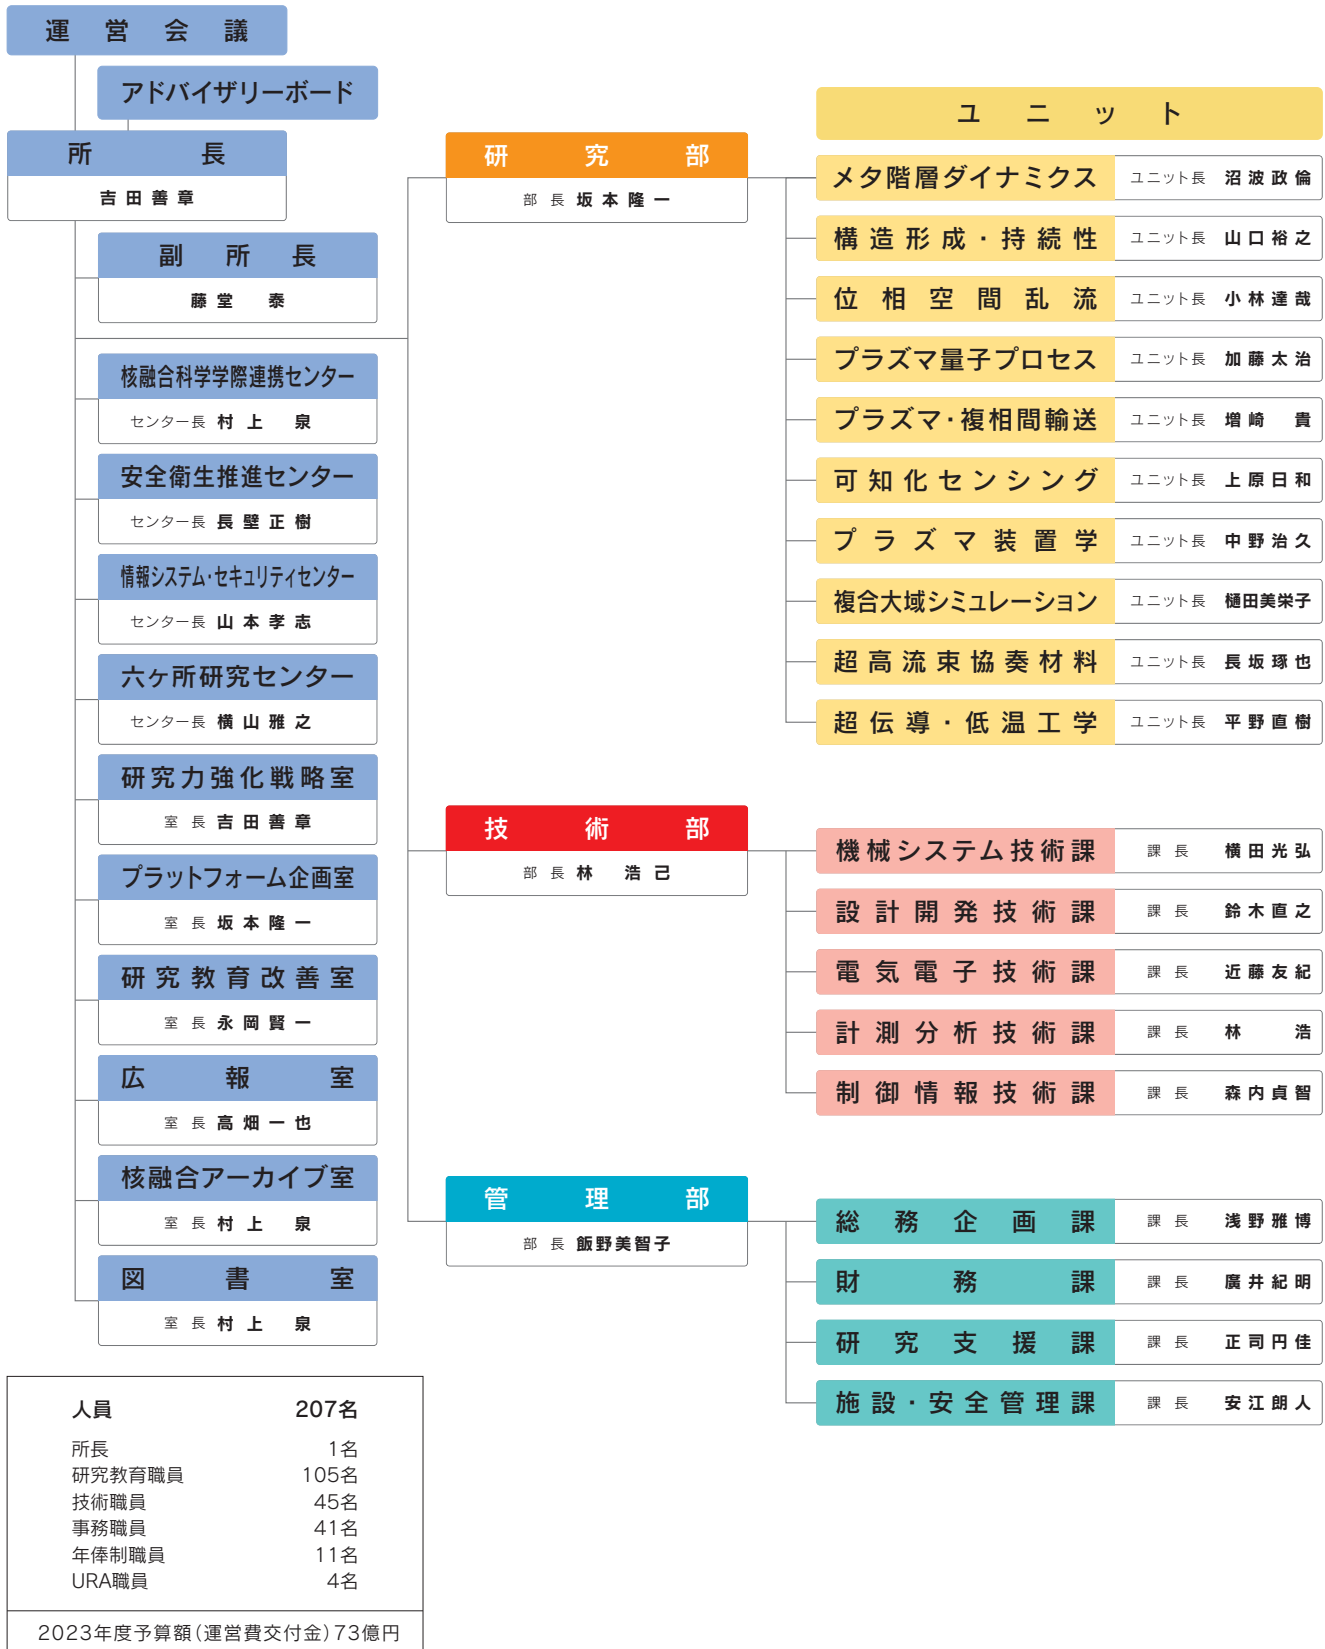 運営会議
アドバイザリーボード
所長
吉田善章
副所長
藤堂 泰
核融合科学学際連携センター
センター長 村上 泉
安全衛生推進センター
センター長 長壁正樹
情報システム・セキュリティセンター
センター長 山本孝志
六ヶ所研究センター
センター長 横山雅之
研究力強化戦略室
室長 吉田善章
プラットフォーム企画室
室長 坂本隆一
研究教育改善室
室長 永岡賢一
広報室
室長 高畑一也
核融合アーカイブ室
室長 村上 泉
図書室
室長 村上 泉
研究部
部長 坂本隆一
ユニット
メタ階層ダイナミクス ユニット長 沼波政倫
構造形成・持続性 ユニット長 山口裕之
位相空間乱流 ユニット長 小林達哉
プラズマ量子プロセス ユニット長 加藤太治
プラズマ・複相間輸送 ユニット長 増崎 貴
可知化センシング ユニット長 上原日和
プラズマ装置学 ユニット長 中野治久
複合大域シミュレーション ユニット長 樋田美栄子
超高流束協奏材料 ユニット長 長坂琢也
超伝導・低温工学 ユニット長 平野直樹
技術部
部長 林 浩己
機械システム技術課 課長 横田光弘
設計開発技術課 課長 鈴木直之
電気電子技術課 課長 近藤友紀
計測分析技術課 課長 林 浩
制御情報技術課 課長 森内貞智
管理部
部長 飯野美智子
総務企画課 課長 浅野雅博
財務課 課長 廣井紀明
研究支援課 課長 正司円佳
施設・安全管理課 課長 安江朗人
人員 207名
所長 1名
研究教育職員 105名
技術職員 45名
事務職員 41名
年俸制職員 11名
URA職員 4名
2023年度予算額(運営費交付金)73億円